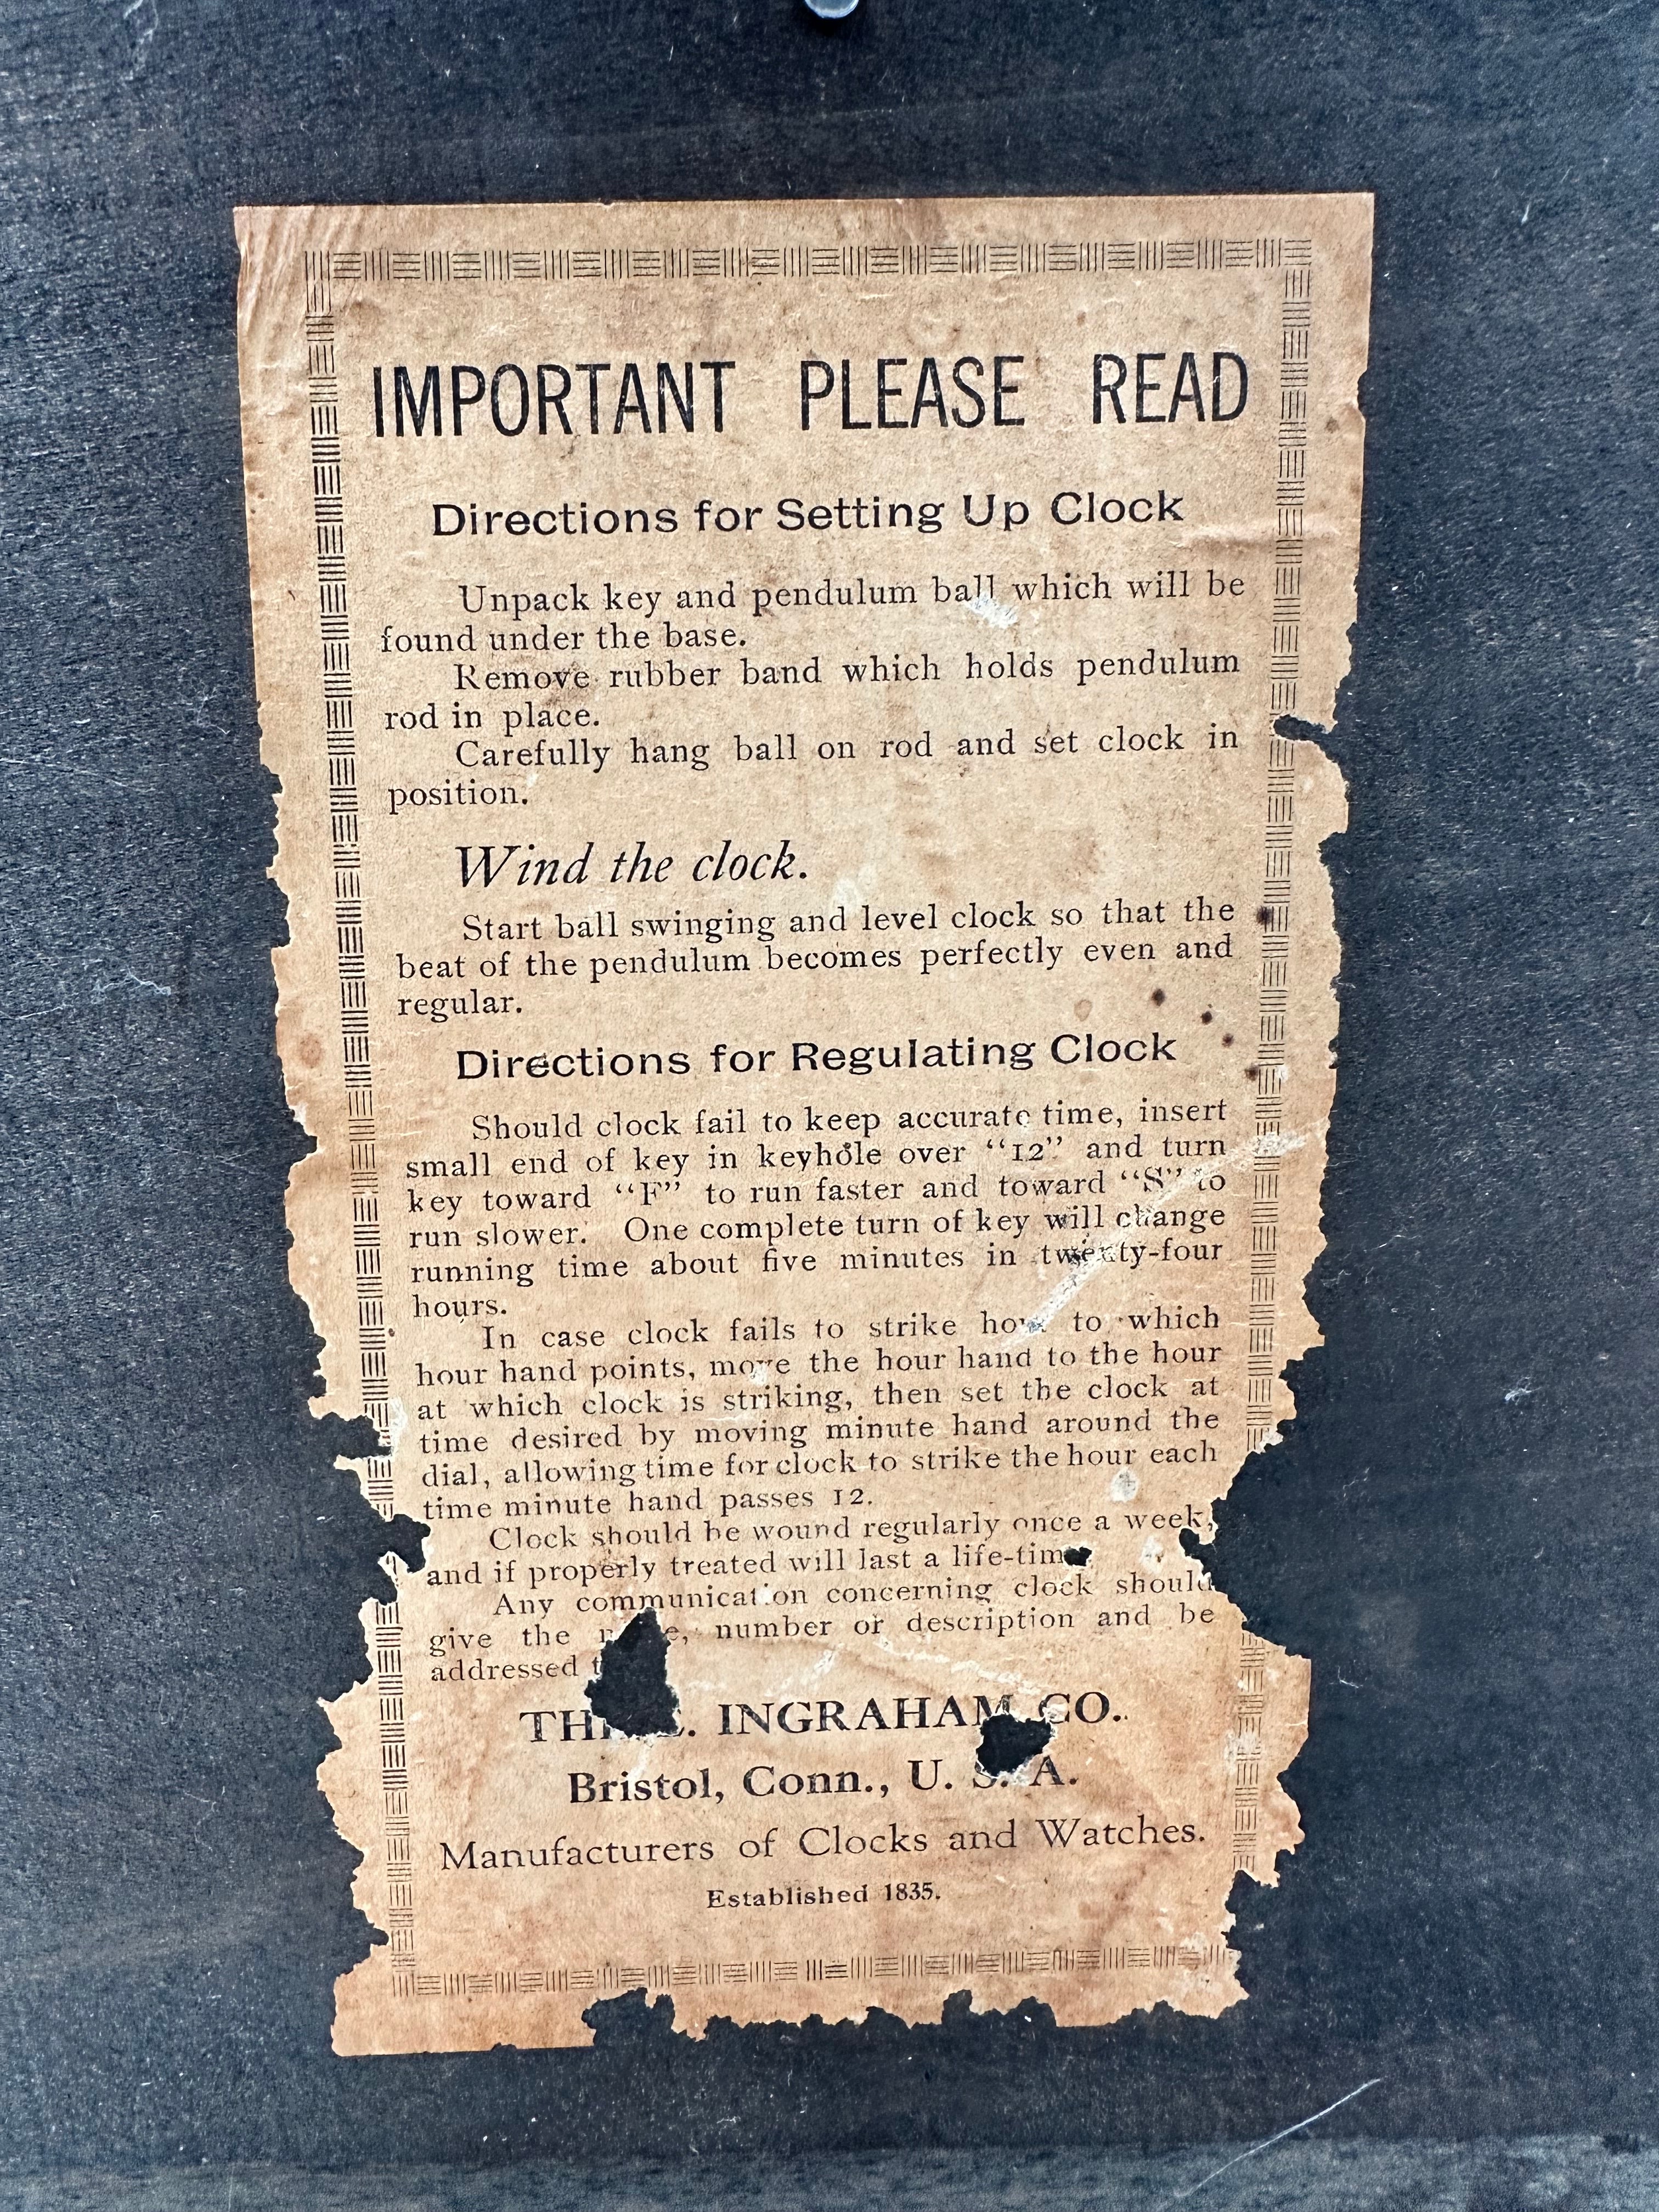 IMPORTANT PLEASE READ
Directions for Setting Up Clock
Unpack key and pendulum ball which will be
found under the base.
Remove rubber band which holds pendulum
rod in place.
Carefully hang ball on rod and set clock in
position.
Wind the clock.
Start ball swinging and level clock so that the
beat of the pendulum becomes perfectly even and
regular.
Directions for Regulating Clock
Should clock fail to keep accurate time, insert
small end of key in keyhole over "12" and turn
key toward "F" to run faster and toward "S" to
run slower. One complete turn of key will change
running time about five minutes in twenty-four
hours.
In case clock fails to strike hour to which
hour hand points, move the hour hand to the hour
at which clock is striking, then set the clock at
time desired by moving minute hand around the
dial, allowing time for clock to strike the hour each
time minute hand passes 12.
Clock should be wound regularly once a week,
and if properly treated will last a life-time
Any communication concerning clock should
give the number or description and be
addressed
THE E. INGRAHAM CO.
Bristol, Conn., U. S. A.
Manufacturers of Clocks and Watches.
Established 1835.